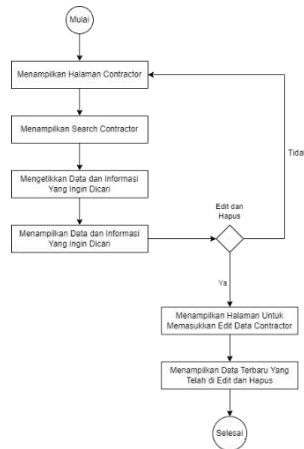 Mulai
Menampilkan Halaman Contractor
Menampilkan Search Contractor
Mengetikkan Data dan Informasi
Yang Ingin Dicari
Menampilkan Data dan Informasi
Yang Ingin Dicari
Edit dan
Hapus
Tidak
Ya
Menampilkan Halaman Untuk
Memasukkan Edit Data Contractor
Menampilkan Data Terbaru Yang
Telah di Edit dan Hapus
Selesai